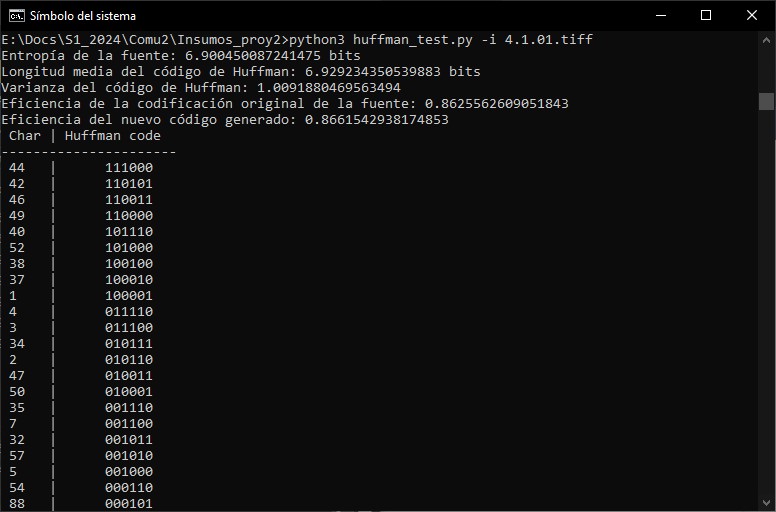 Símbolo del sistema
E:\Docs\S1_2024\Comu2\Insumos_proy2>python3 huffman_test.py -i 4.1.01.tiff
Entropía de la fuente: 6.900450087241475 bits
Longitud media del código de Huffman: 6.929234350539883 bits
Varianza del código de Huffman: 1.0091880469563494
Eficiencia de la codificación original de la fuente: 0.8625562609051843
Eficiencia del nuevo código generado: 0.8661542938174853
Char | Huffman code
----------------------
44 | 111000
42 | 110101
46 | 110011
49 | 110000
40 | 101110
52 | 101000
38 | 100100
37 | 100010
1 | 100001
4 | 011110
3 | 011100
34 | 010111
2 | 010110
47 | 010011
50 | 010001
35 | 001110
7 | 001100
32 | 001011
57 | 001010
5 | 001000
54 | 000110
88 | 000101